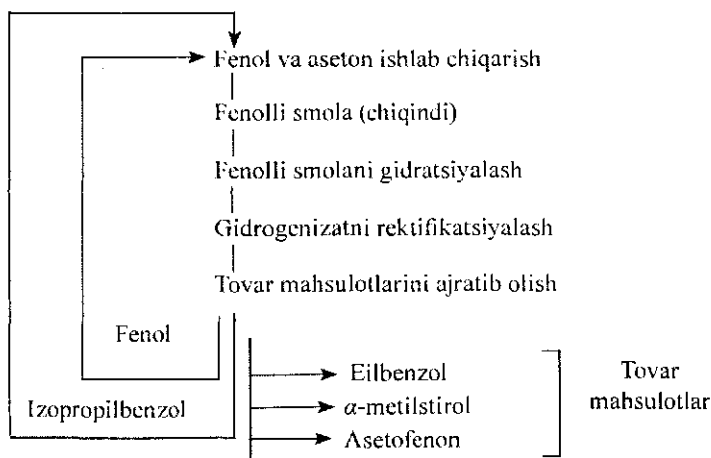 Fenol va aseton ishlab chiqarish
Fenolli smola (chiqindi)
Fenolli smolani gidratsiyalash
Gidrogenizatni rektifikatsiyalash
Tovar mahsulotlarini ajratib olish
Fenol
Eilbenzol
Izopropilbenzol
α-metilstirol
Asetofenon
Tovar
mahsulotlar